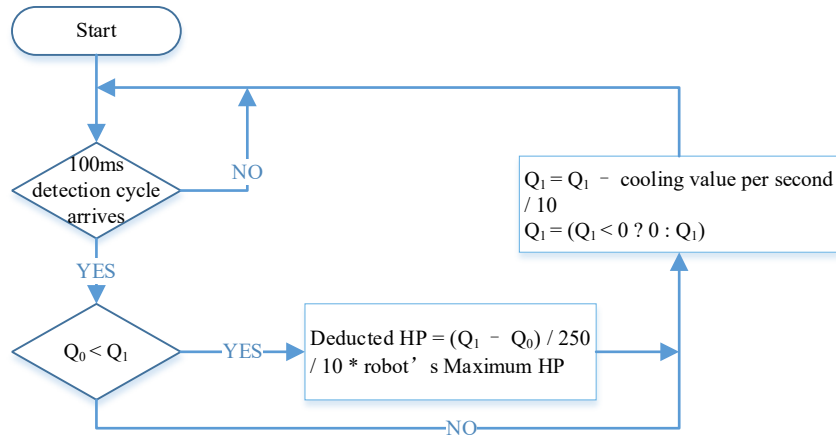 Start
100ms
detection cycle
arrives
NO
YES
Q₀ < Q₁
YES
Deducted HP = (Q₁ － Q₀) / 250
/ 10 * robot’s Maximum HP
Q₁ = Q₁ － cooling value per second
/ 10
Q₁ = (Q₁ < 0 ? 0 : Q₁)
NO